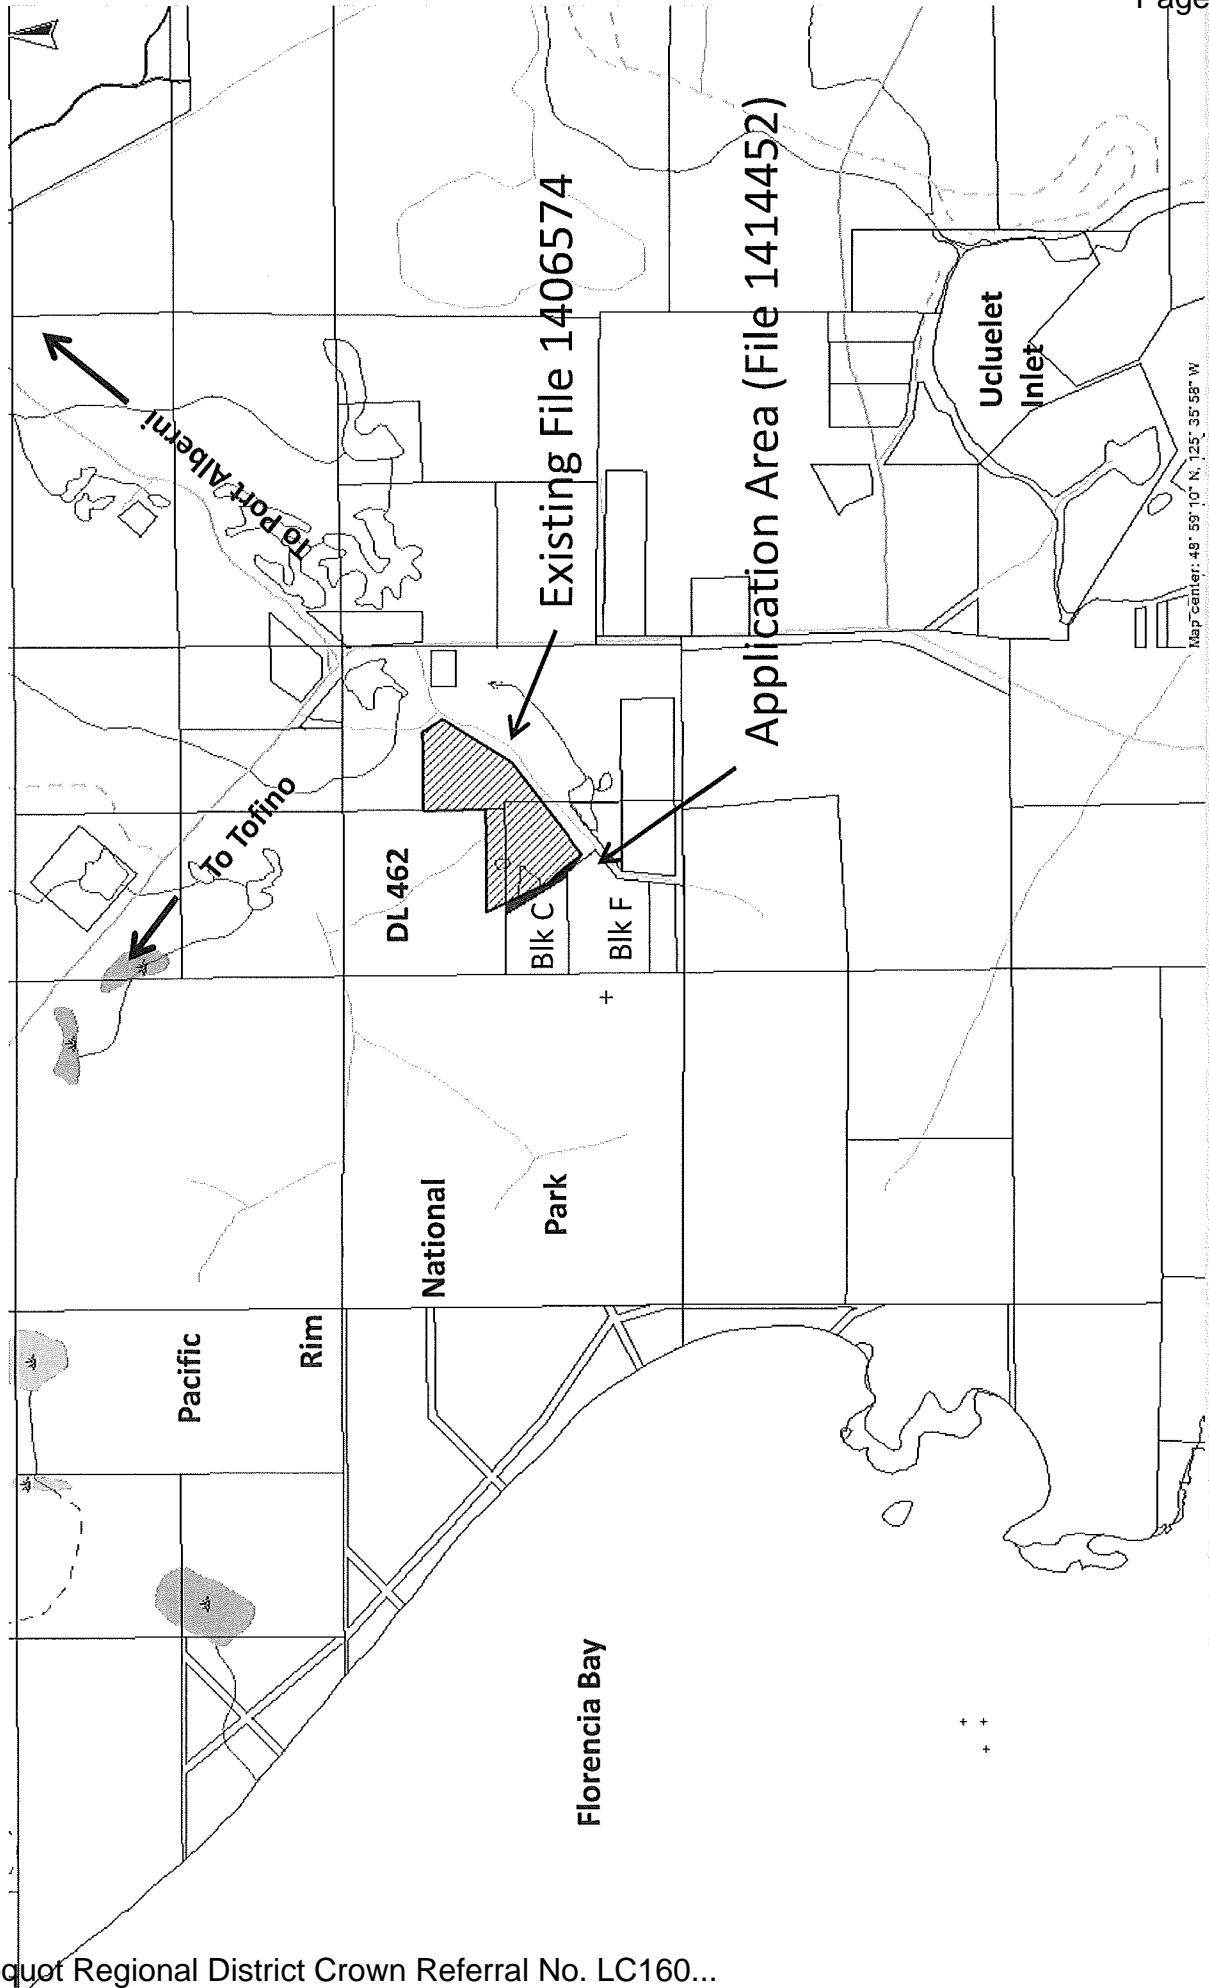 Page
To Port Alberni
Existing File 1406574
Application Area (File 1414452)
Ucluelet
Inlet
Map center: 48° 59' 10" N, 125° 35' 58" W
To Tofino
DL 462
Blk C
Blk F
Pacific
Rim
National
Park
Florencia Bay
quot Regional District Crown Referral No. LC160...